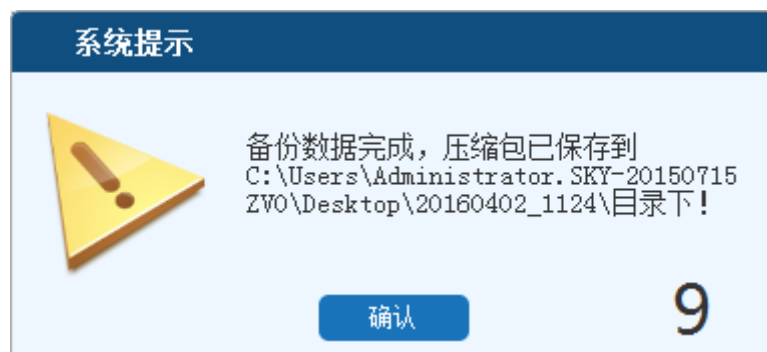 系统提示
备份数据完成，压缩包已保存到
C:\Users\Administrator.SKY-20150715
ZVO\Desktop\20160402_1124\目录下！
确认
9